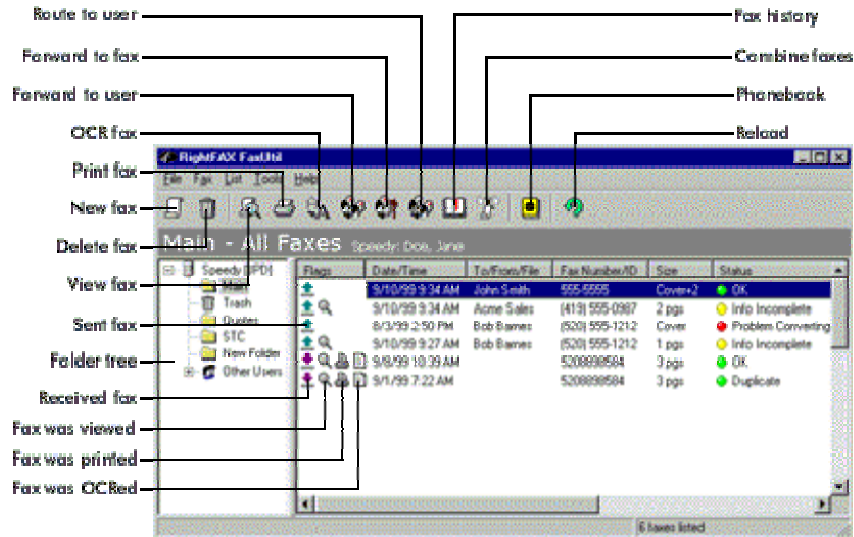 Route to user
Fax history
Forward to fax
Combine faxes
Forward to user
Phonebook
OCR fax
Reload
RightFAX FaxUtil
Print fax
File Fax List Tools Help
New fax
Delete fax
Main - All Faxes Speedy: Doe, Jane
View fax
Speedy [JPD]
Flags Date/Time To/From/File Fax Number/ID Size Status
Main
9/10/99 9:34 AM John Smith 555-5555 Cover+2 OK
Trash
9/10/99 9:34 AM Acme Sales (419) 555-0987 2 pgs Info Incomplete
Sent fax
Quotes
8/3/99 2:50 PM Bob Barnes (520) 555-1212 Cover Problem Converting
STC
9/10/99 9:27 AM Bob Barnes (520) 555-1212 1 pgs Info Incomplete
Folder tree
New Folder
9/8/99 10:39 AM 5208898584 3 pgs OK
Other Users
9/1/99 7:22 AM 5208898584 3 pgs Duplicate
Received fax
Fax was viewed
Fax was printed
Fax was OCRed
6 faxes listed